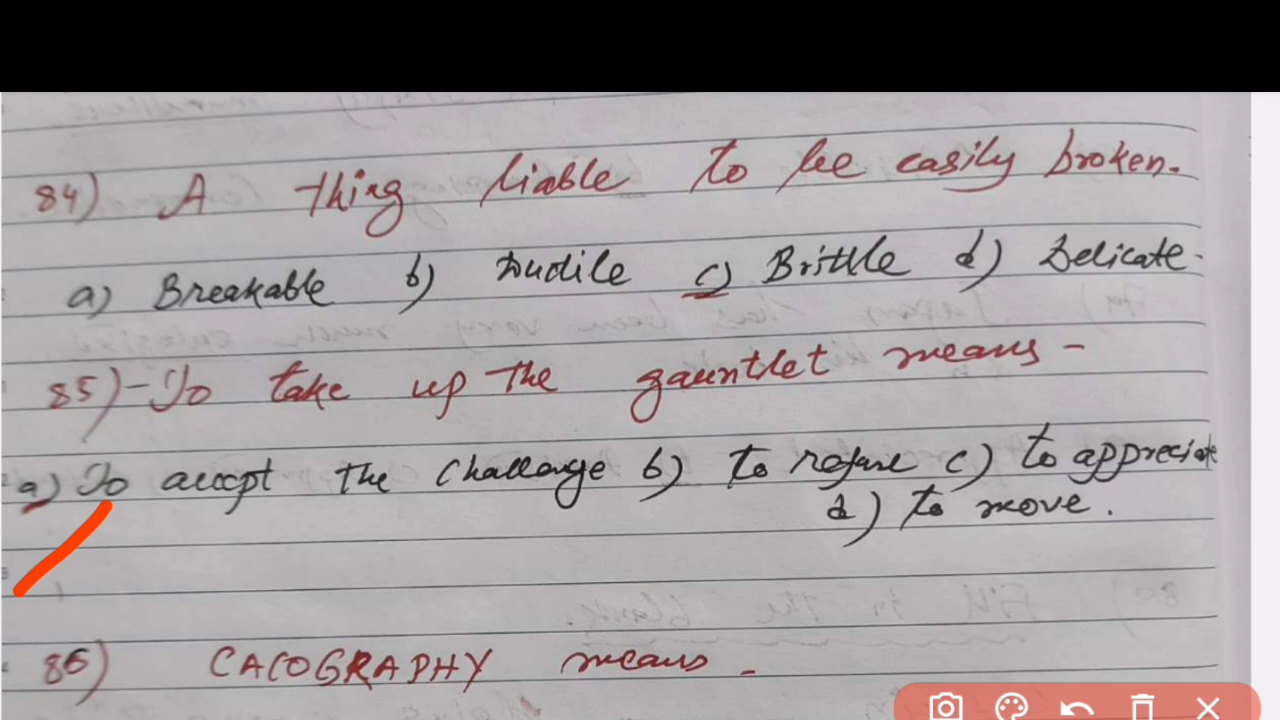 84) A thing liable to be easily broken.
a) Breakable b) Ductile c) Brittle d) Delicate.
85)- To take up the gauntlet means -
a) To accept the challenge b) to refuse c) to appreciate
d) to move.
86) CACOGRAPHY means -